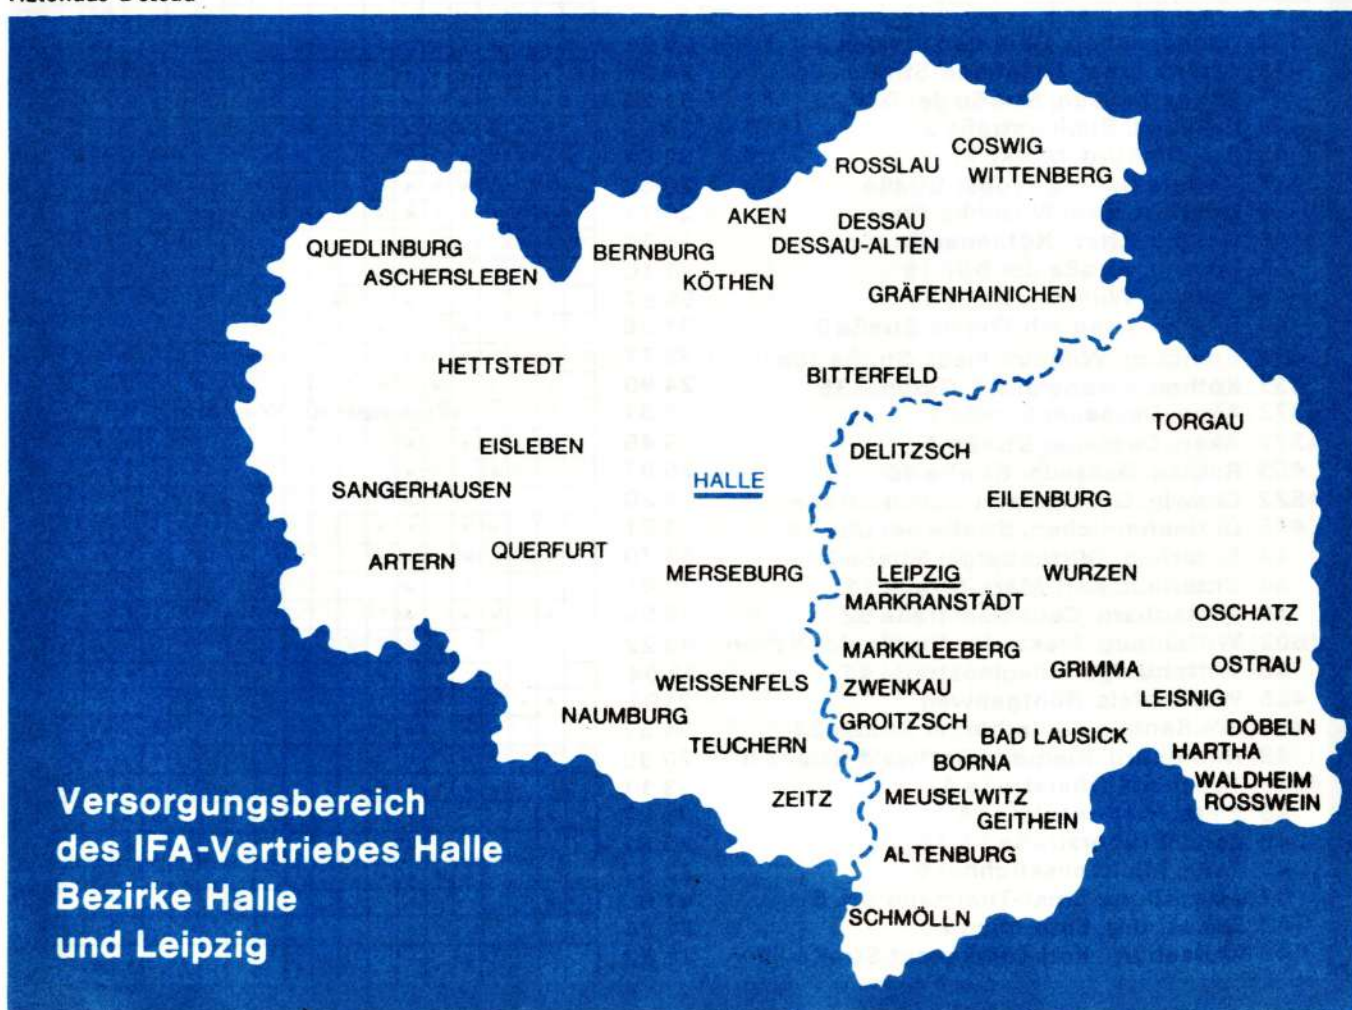 COSWIG
ROSSLAU
WITTENBERG
AKEN
DESSAU
DESSAU-ALTEN
QUEDLINBURG
BERNBURG
ASCHERSLEBEN
KÖTHEN
GRÄFENHAINICHEN
HETTSTEDT
BITTERFELD
TORGAU
EISLEBEN
DELITZSCH
HALLE
SANGERHAUSEN
EILENBURG
QUERFURT
ARTERN
MERSEBURG
LEIPZIG
WURZEN
MARKRANSTÄDT
OSCHATZ
MARKKLEEBERG
GRIMMA
OSTRAU
WEISSENFELS
ZWENKAU
LEISNIG
NAUMBURG
GROITZSCH
DÖBELN
BAD LAUSICK
TEUCHERN
HARTHA
BORNA
WALDHEIM
ZEITZ
MEUSELWITZ
ROSSWEIN
GEITHEIN
ALTENBURG
SCHMÖLLN
Versorgungsbereich
des IFA-Vertriebes Halle
Bezirke Halle
und Leipzig